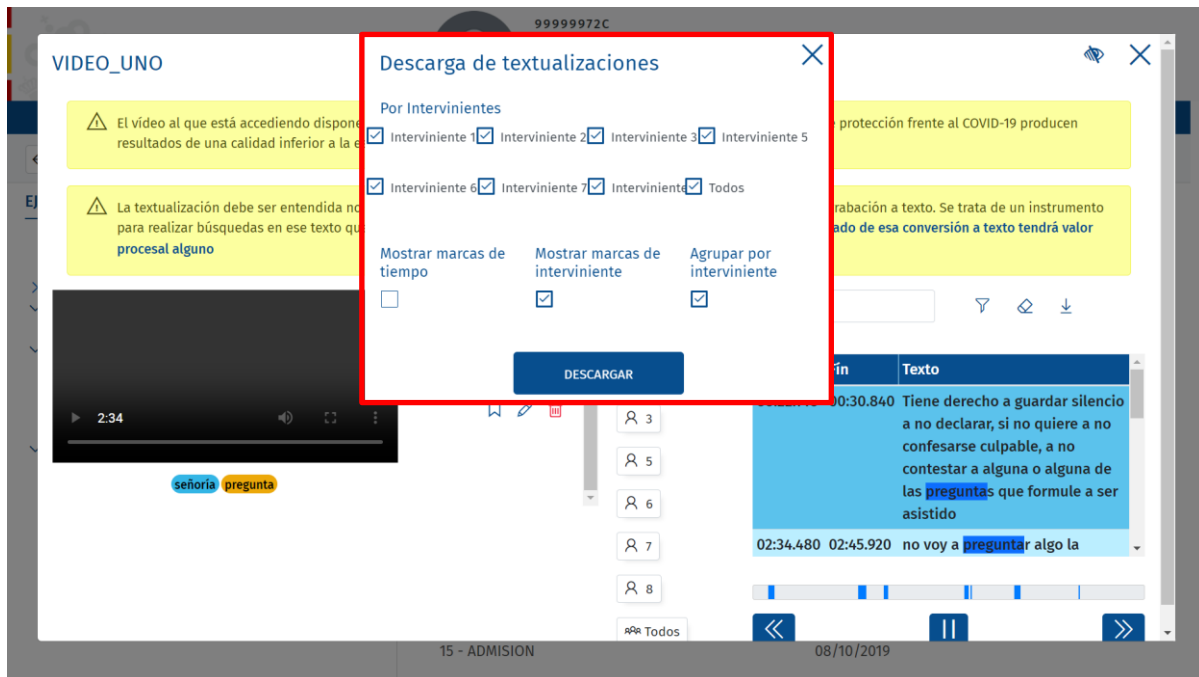 99999972C
VIDEO_UNO
Descarga de textualizaciones
Por Intervinientes
Interviniente 1 Interviniente 2 Interviniente 3 Interviniente 5
Interviniente 6 Interviniente 7 Interviniente Todos
Mostrar marcas de tiempo
Mostrar marcas de interviniente
Agrupar por interviniente
DESCARGAR
El vídeo al que está accediendo dispone
protección frente al COVID-19 producen
resultados de una calidad inferior a la
La textualización debe ser entendida
rabación a texto. Se trata de un instrumento
para realizar búsquedas en ese texto
ado de esa conversión a texto tendrá valor
procesal alguno
EJ
2:34
señoría pregunta
3
5
6
7
8
Todos
Texto
00:30.840 Tiene derecho a guardar silencio
a no declarar, si no quiere a no
confesarse culpable, a no
contestar a alguna o alguna de
las preguntas que formule a ser
asistido
02:34.480 02:45.920 no voy a preguntar algo la
15 - ADMISION 08/10/2019